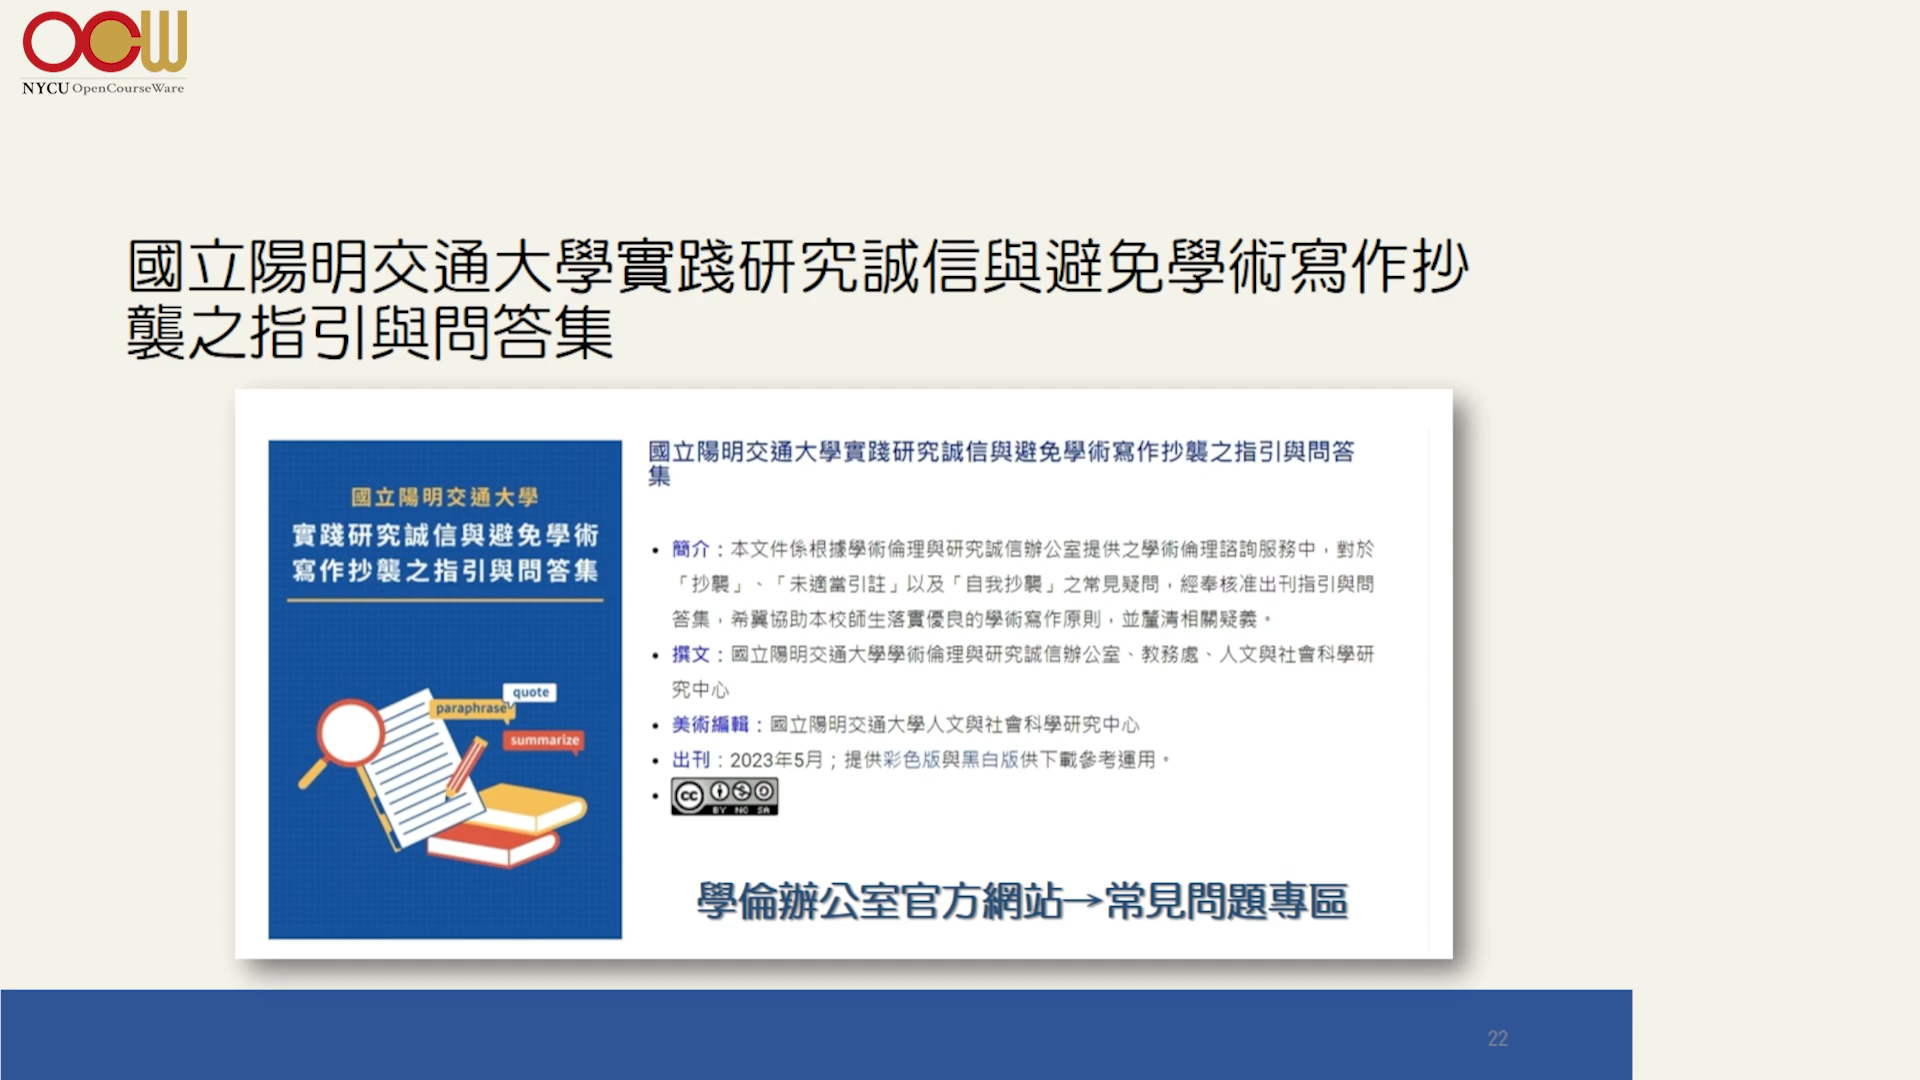 OCW
NYCU OpenCourseWare
國立陽明交通大學實踐研究誠信與避免學術寫作抄
襲之指引與問答集
國立陽明交通大學
實踐研究誠信與避免學術
寫作抄襲之指引與問答集
quote
paraphrase
summarize
國立陽明交通大學實踐研究誠信與避免學術寫作抄襲之指引與問答
集
• 簡介：本文件係根據學術倫理與研究誠信辦公室提供之學術倫理諮詢服務中，對於
「抄襲」、「未適當引註」以及「自我抄襲」之常見疑問，經奉核准出刊指引與問
答集，希冀協助本校師生落實優良的學術寫作原則，並釐清相關疑義。
• 撰文：國立陽明交通大學學術倫理與研究誠信辦公室、教務處、人文與社會科學研
究中心
• 美術編輯：國立陽明交通大學人文與社會科學研究中心
• 出刊：2023年5月；提供彩色版與黑白版供下載參考運用。
• cc BY NC SA
學倫辦公室官方網站→常見問題專區
22